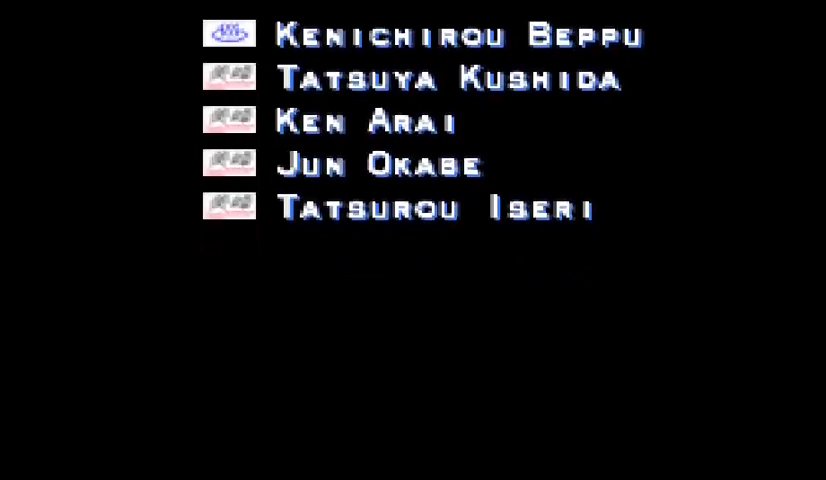 Kenichirou Beppu
Tatsuya Kushida
Ken Arai
Jun Okabe
Tatsurou Iseri